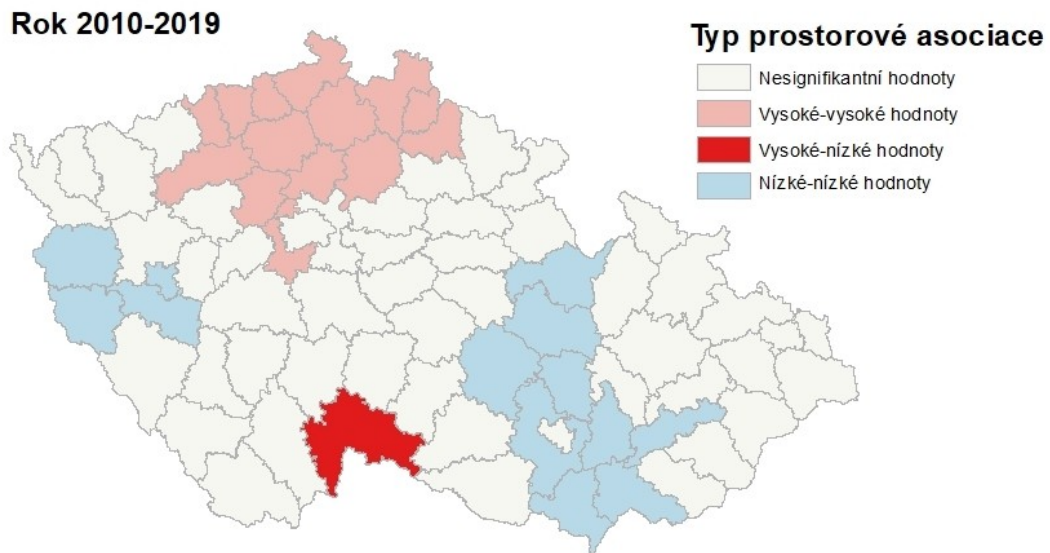 Rok 2010-2019
Typ prostorové asociace
Nesignifikantní hodnoty
Vysoké-vysoké hodnoty
Vysoké-nízké hodnoty
Nízké-nízké hodnoty